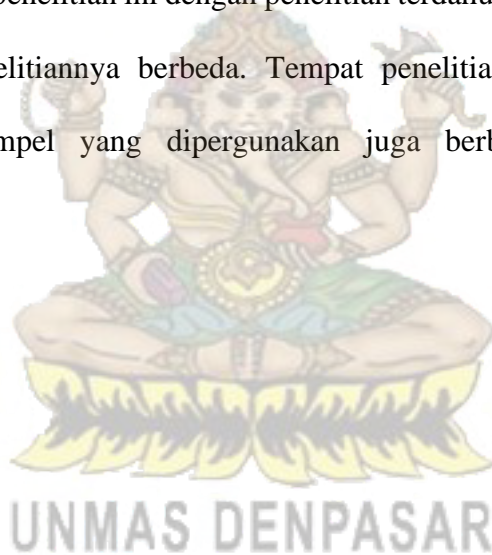 penelitian ini dengan penelitian terdahu
elitiannya berbeda. Tempat penelitia
mpel yang dipergunakan juga berb
UNMAS DENPASAR